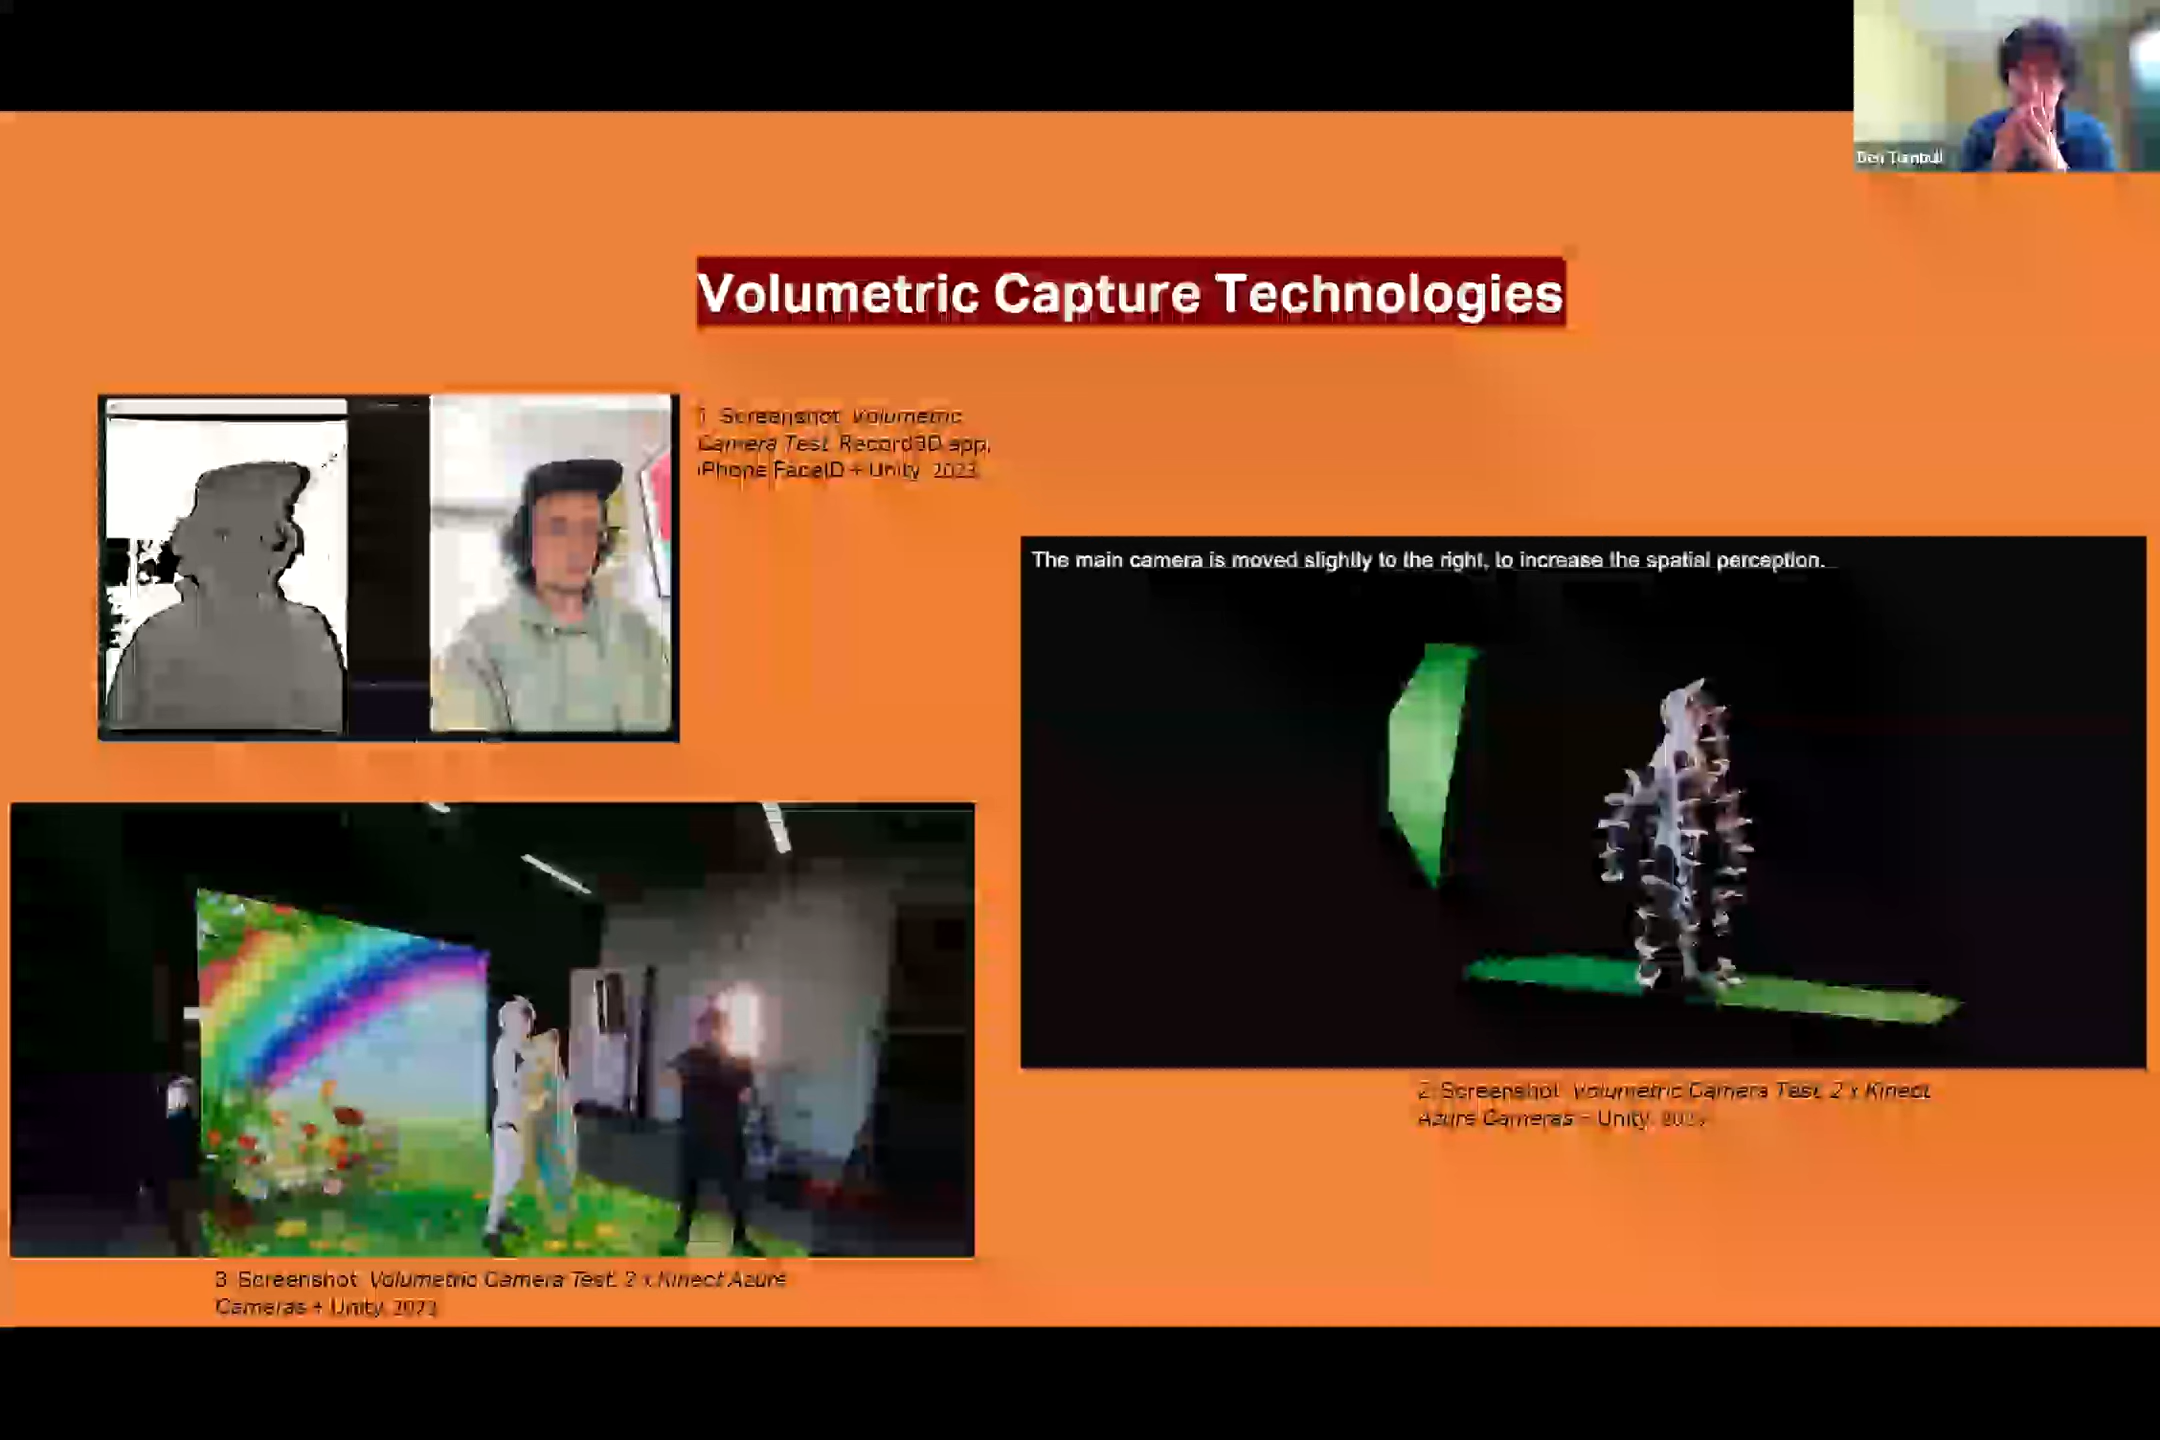 Ben Turnbull
Volumetric Capture Technologies
1. Screenshot. Volumetric
Camera Test. Record3D app,
iPhone FaceID + Unity. 2023
The main camera is moved slightly to the right, to increase the spatial perception.
2. Screenshot. Volumetric Camera Test. 2 x Kinect
Azure Cameras + Unity.
3. Screenshot. Volumetric Camera Test. 2 x Kinect Azure
Cameras + Unity. 2023